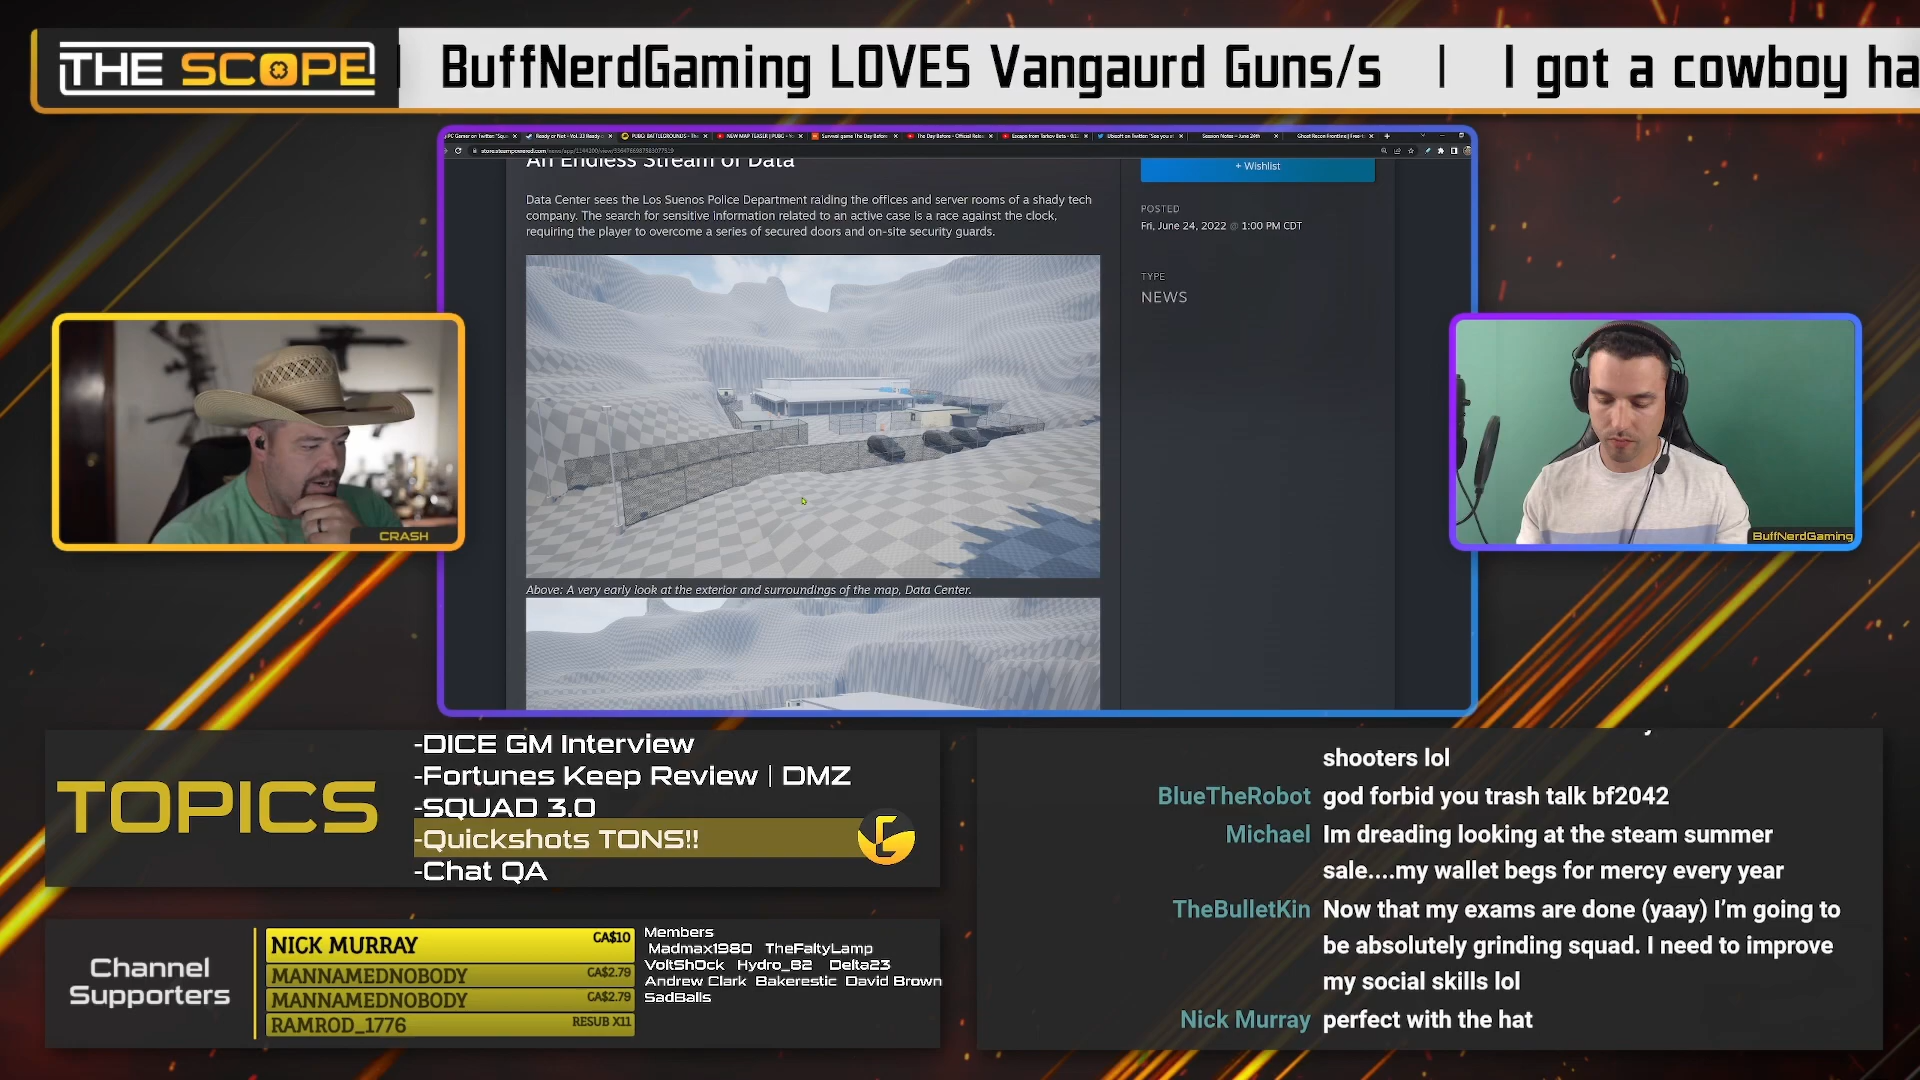 THE SCOPE
BuffNerdGaming LOVES Vangaurd Guns/s | I got a cowboy ha
An Endless Stream of Data
Data Center sees the Los Suenos Police Department raiding the offices and server rooms of a shady tech
company. The search for sensitive information related to an active case is a race against the clock,
requiring the player to overcome a series of secured doors and on-site security guards.
+ Wishlist
POSTED
Fri, June 24, 2022 @ 1:00 PM CDT
TYPE
NEWS
Above: A very early look at the exterior and surroundings of the map, Data Center.
CRASH
BuffNerdGaming
TOPICS
-DICE GM Interview
-Fortunes Keep Review | DMZ
-SQUAD 3.0
-Quickshots TONS!!
-Chat QA
Channel
Supporters
NICK MURRAY CA$10
MANNAMEDNOBODY CA$2.79
MANNAMEDNOBODY CA$2.79
RAMROD_1776 RESUB X11
Members
Madmax1980 TheFaltyLamp
VoltShOck Hydro_62 Delta23
Andrew Clark Bakerestic David Brown
SadBalls
shooters lol
BlueTheRobot god forbid you trash talk bf2042
Michael Im dreading looking at the steam summer
sale....my wallet begs for mercy every year
TheBulletKin Now that my exams are done (yaay) I'm going to
be absolutely grinding squad. I need to improve
my social skills lol
Nick Murray perfect with the hat